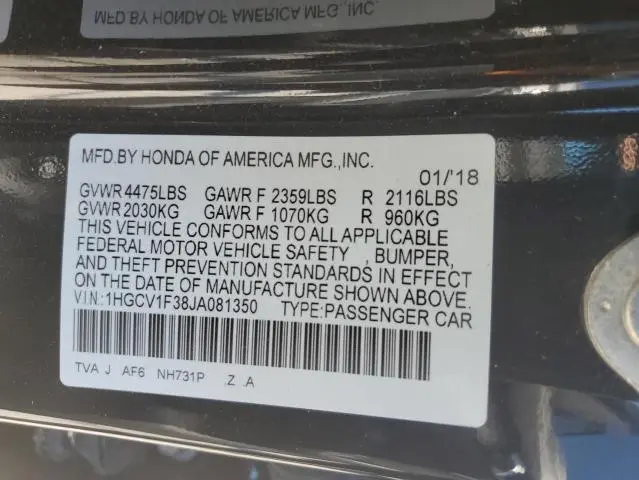 MFD.BY HONDA OF AMERICA MFG.,INC.
MFD.BY HONDA OF AMERICA MFG.,INC. 01/'18
GVWR 4475LBS GAWR F 2359LBS R 2116LBS
GVWR 2030KG GAWR F 1070KG R 960KG
THIS VEHICLE CONFORMS TO ALL APPLICABLE
FEDERAL MOTOR VEHICLE SAFETY , BUMPER,
AND THEFT PREVENTION STANDARDS IN EFFECT
ON THE DATE OF MANUFACTURE SHOWN ABOVE.
VIN:1HGCV1F38JA081350 TYPE:PASSENGER CAR
TVA J AF6 NH731P .Z .A